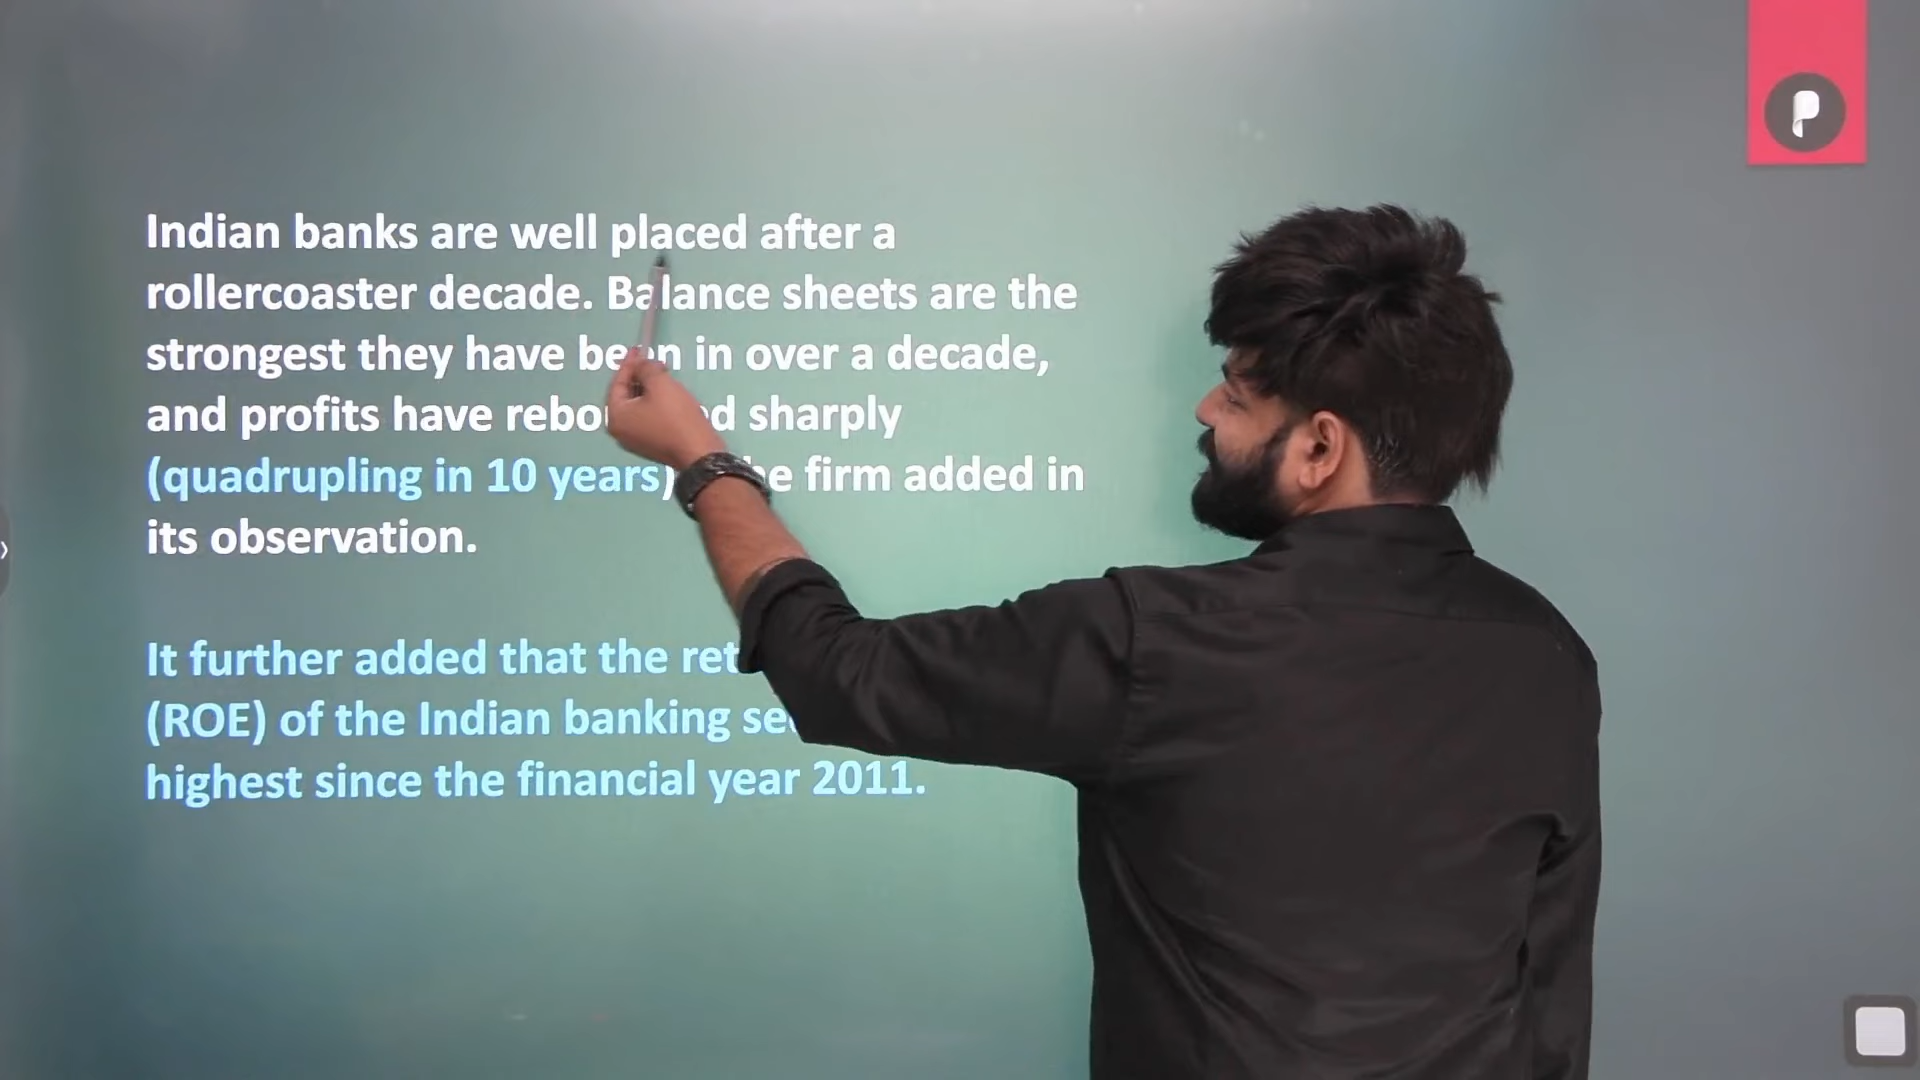 Indian banks are well placed after a
rollercoaster decade. Balance sheets are the
strongest they have been in over a decade,
and profits have sharply
(quadrupling in 10 years) firm added in
its observation.
It further added that the
(ROE) of the Indian banking
highest since the financial year 2011.